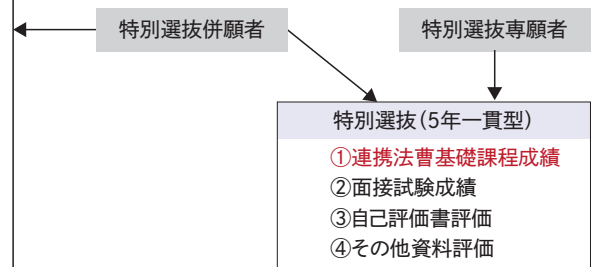 特別選抜併願者
特別選抜専願者
特別選抜(5年一貫型)
①連携法曹基礎課程成績
②面接試験成績
③自己評価書評価
④その他資料評価